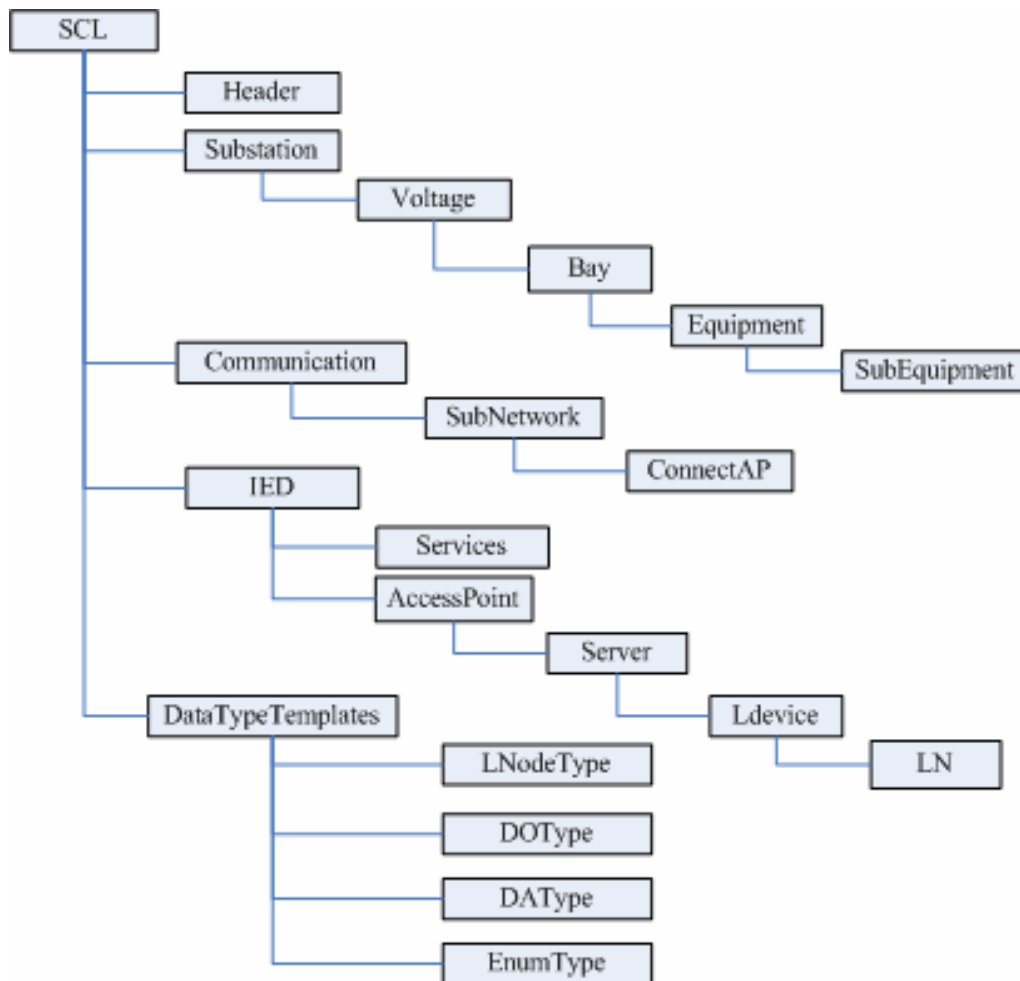 SCL
Header
Substation
Voltage
Bay
Equipment
SubEquipment
Communication
SubNetwork
ConnectAP
IED
Services
AccessPoint
Server
Ldevice
LN
DataTypeTemplates
LNodeType
DOType
DAType
EnumType